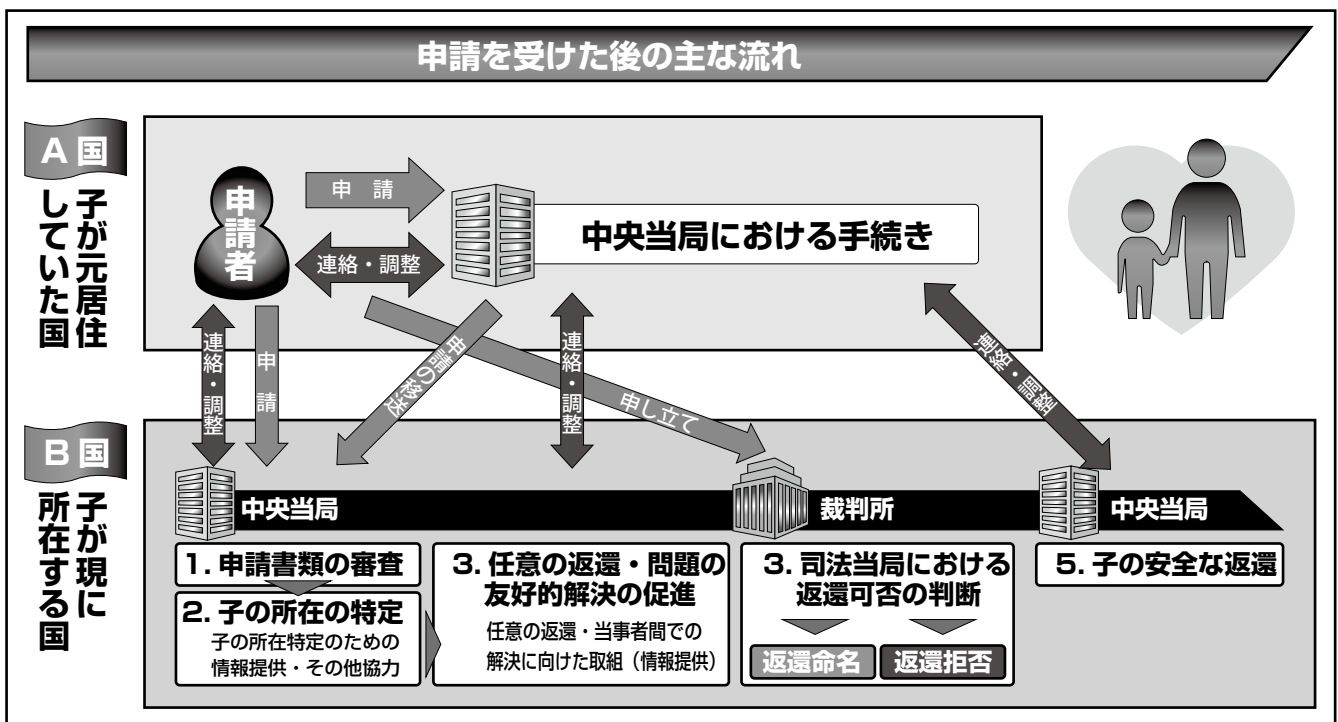 申請を受けた後の主な流れ
A国
子が元居住
していた国
申請者
申 請
連絡・調整
中央当局における手続き
連絡・調整
申 請
申請の移送
申し立て
連絡・調整
連絡・調整
B国
子が現に
所在する国
中央当局
裁判所
中央当局
1. 申請書類の審査
2. 子の所在の特定
子の所在特定のための
情報提供・その他協力
3. 任意の返還・問題の
友好的解決の促進
任意の返還・当事者間での
解決に向けた取組（情報提供）
3. 司法当局における
返還可否の判断
返還命名
返還拒否
5. 子の安全な返還